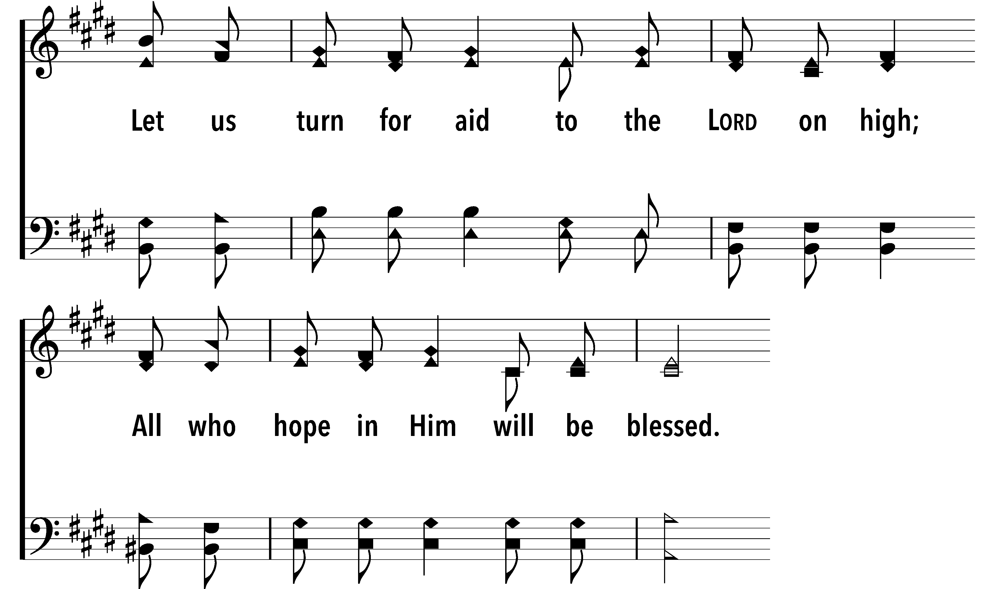 Let us turn for aid to the LORD on high;
All who hope in Him will be blessed.